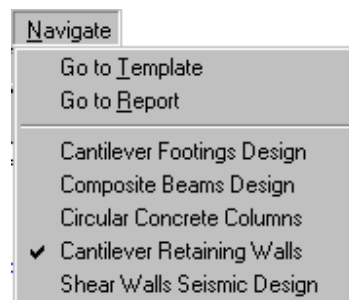 Navigate
Go to Template
Go to Report
Cantilever Footings Design
Composite Beams Design
Circular Concrete Columns
Cantilever Retaining Walls
Shear Walls Seismic Design